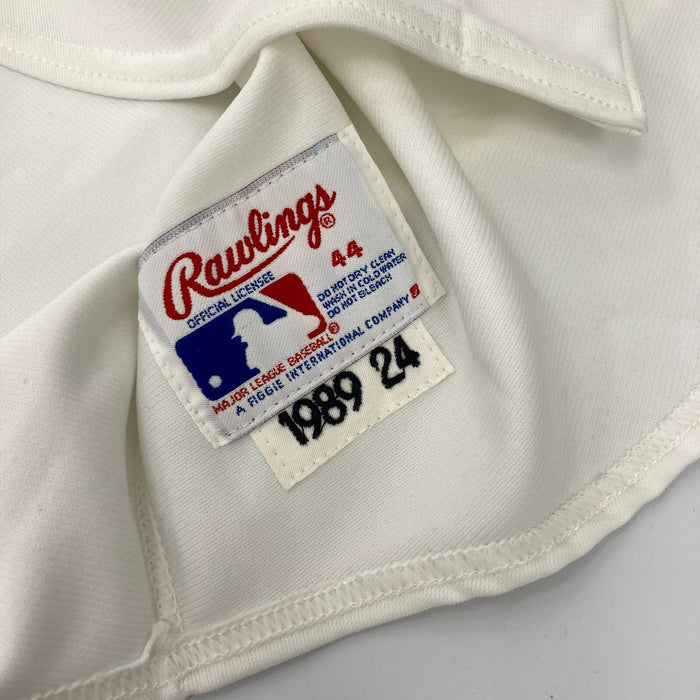 Rawlings®
44
OFFICIAL LICENSEE
DO NOT DRY CLEAN
WASH IN COLD WATER
DO NOT BLEACH
MAJOR LEAGUE BASEBALL®
A FIGGIE INTERNATIONAL COMPANY
1989 24